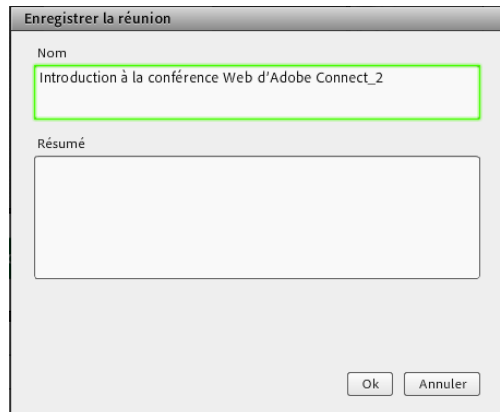 Enregistrer la réunion
Nom
Introduction à la conférence Web d'Adobe Connect_2
Résumé
Ok
Annuler